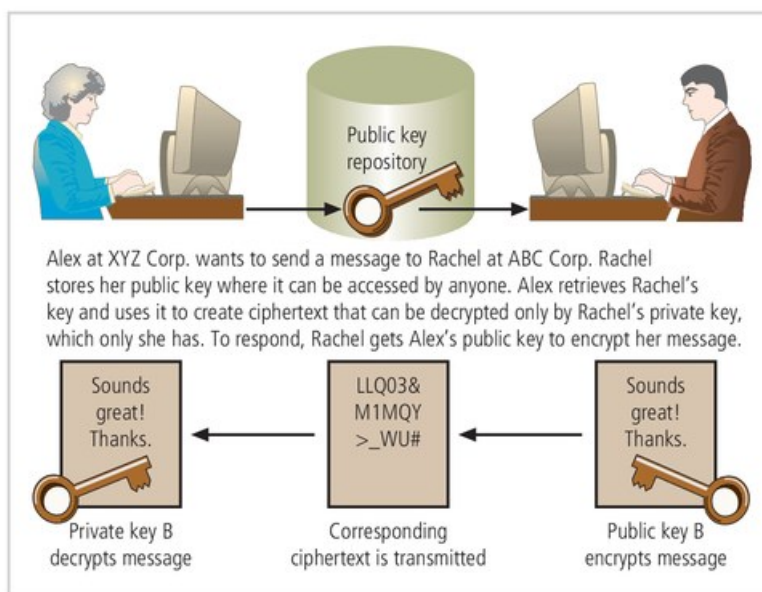 Public key
repository
Alex at XYZ Corp. wants to send a message to Rachel at ABC Corp. Rachel
stores her public key where it can be accessed by anyone. Alex retrieves Rachel's
key and uses it to create ciphertext that can be decrypted only by Rachel's private key,
which only she has. To respond, Rachel gets Alex's public key to encrypt her message.
Sounds
great!
Thanks.
LLQ03&
M1MQY
>_WU#
Sounds
great!
Thanks.
Private key B
decrypts message
Corresponding
ciphertext is transmitted
Public key B
encrypts message